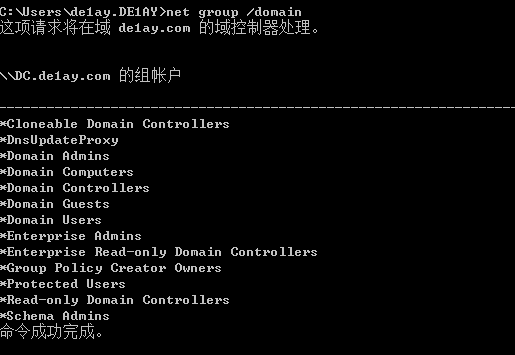 C:\Users\de1ay.DE1AY>net group /domain
这项请求将在域 de1ay.com 的域控制器处理。
\\DC.de1ay.com 的组帐户
-------------------------------------------------------------------------------
*Cloneable Domain Controllers
*DnsUpdateProxy
*Domain Admins
*Domain Computers
*Domain Controllers
*Domain Guests
*Domain Users
*Enterprise Admins
*Enterprise Read-only Domain Controllers
*Group Policy Creator Owners
*Protected Users
*Read-only Domain Controllers
*Schema Admins
命令成功完成。